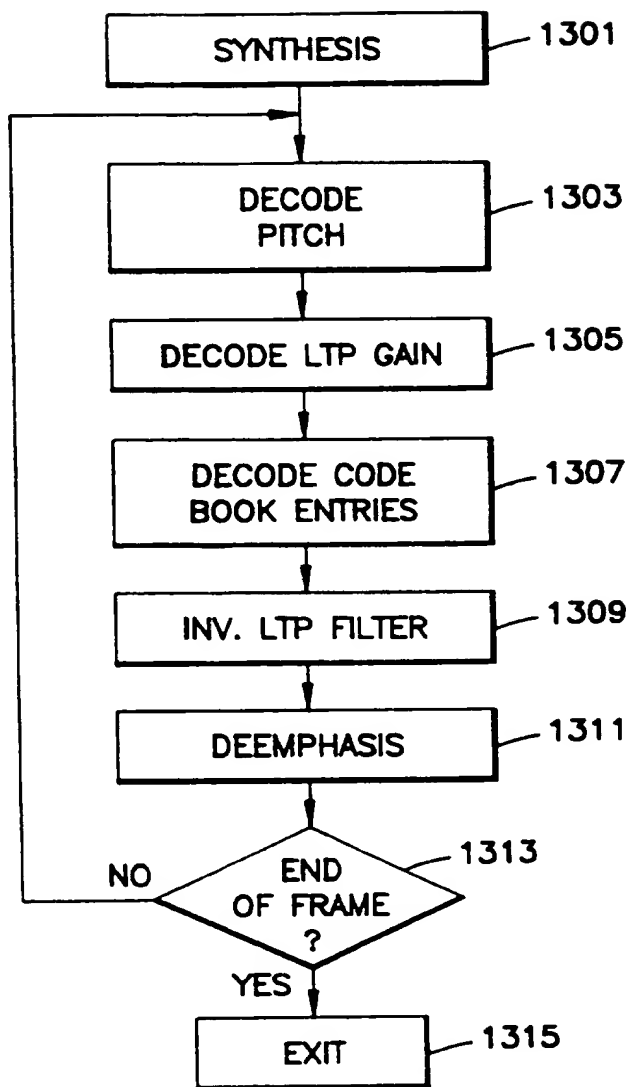 SYNTHESIS
1301
DECODE
PITCH
1303
DECODE LTP GAIN
1305
DECODE CODE
BOOK ENTRIES
1307
INV. LTP FILTER
1309
DEEMPHASIS
1311
END
OF FRAME
?
1313
NO
YES
EXIT
1315